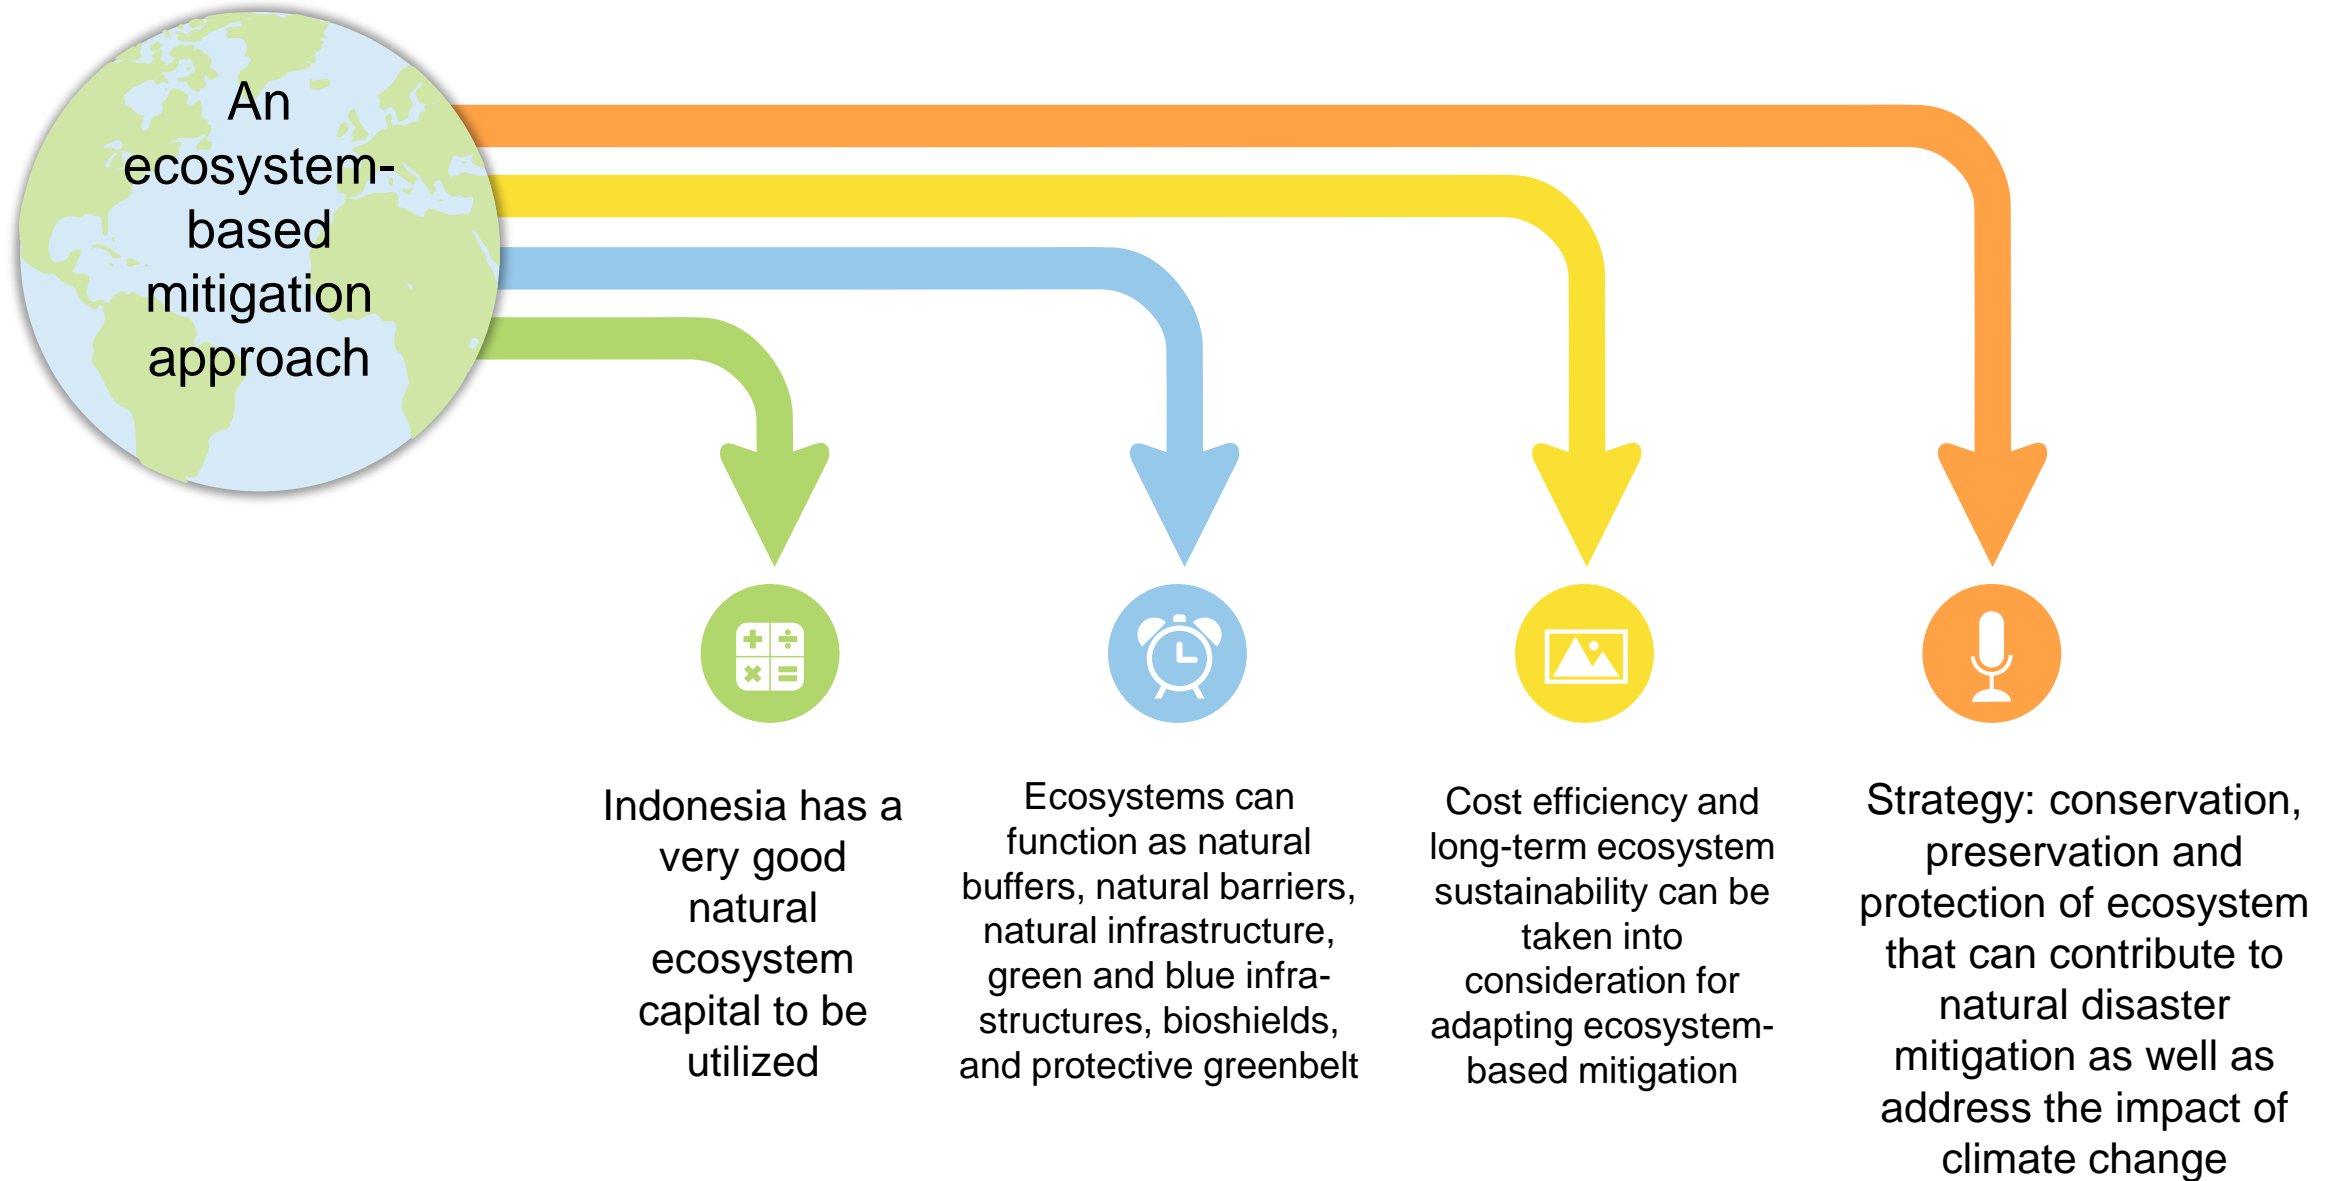 An
ecosystem-
based
mitigation
approach
Indonesia has a
very good
natural
ecosystem
capital to be
utilized
Ecosystems can
function as natural
buffers, natural barriers,
natural infrastructure,
green and blue infra-
structures, bioshields,
and protective greenbelt
Cost efficiency and
long-term ecosystem
sustainability can be
taken into
consideration for
adapting ecosystem-
based mitigation
Strategy: conservation,
preservation and
protection of ecosystem
that can contribute to
natural disaster
mitigation as well as
address the impact of
climate change